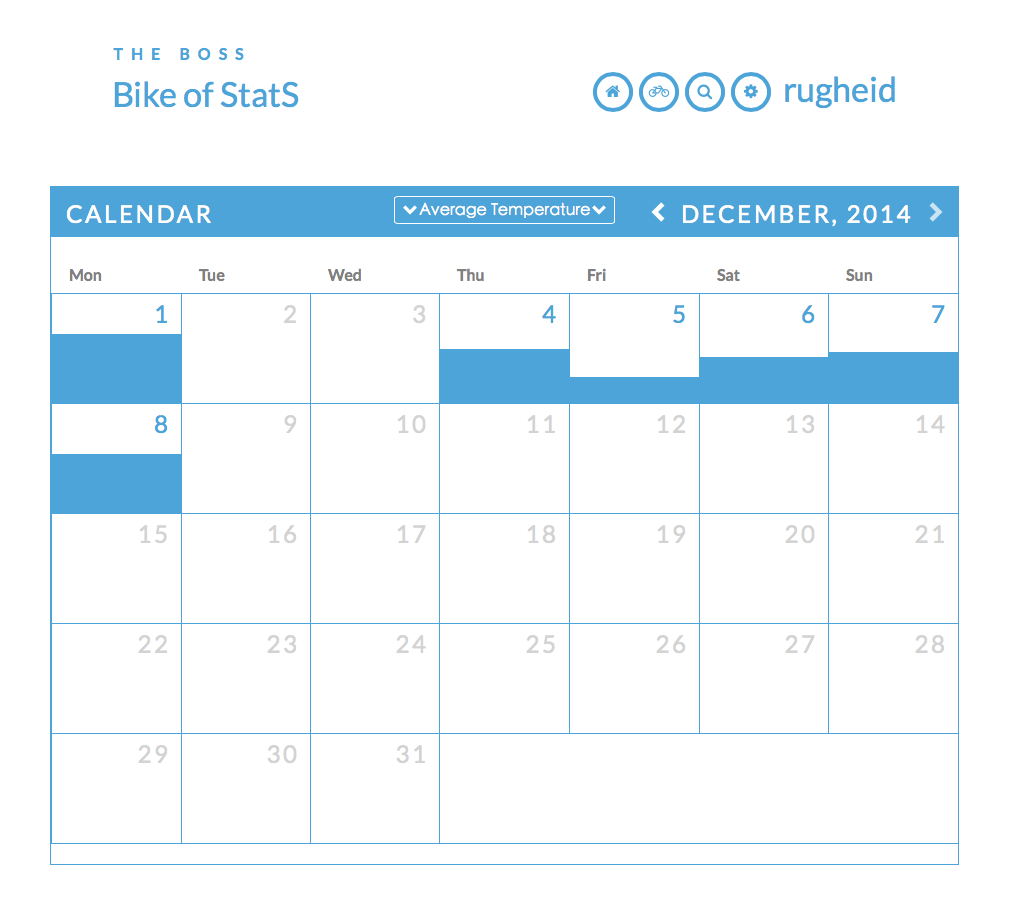 THE BOSS
Bike of StatS
rugheid
CALENDAR
Average Temperature
DECEMBER, 2014
Mon Tue Wed Thu Fri Sat Sun
1 2 3 4 5 6 7
8 9 10 11 12 13 14
15 16 17 18 19 20 21
22 23 24 25 26 27 28
29 30 31